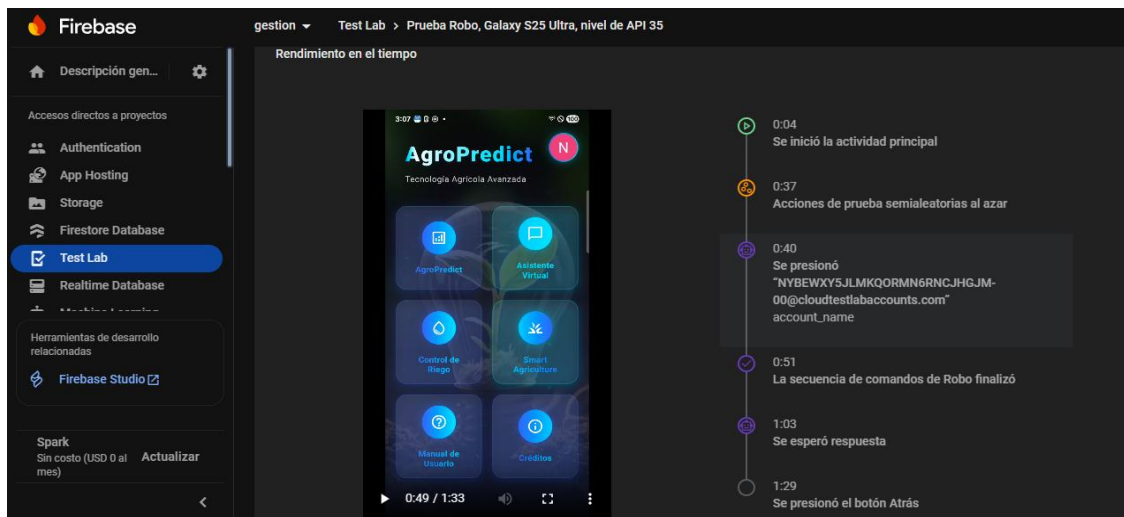 Firebase
gestion
Test Lab > Prueba Robo, Galaxy S25 Ultra, nivel de API 35
Descripción gen...
Accesos directos a proyectos
Authentication
App Hosting
Storage
Firestore Database
Test Lab
Realtime Database
Machine Learning
Herramientas de desarrollo
relacionadas
Firebase Studio
Spark
Sin costo (USD 0 al
mes)
Actualizar
Rendimiento en el tiempo
3:07
100
AgroPredict
N
Tecnología Agrícola Avanzada
AgroPredict
Asistente
Virtual
Control de
Riego
Smart
Agriculture
Manual de
Usuario
Créditos
0:49 / 1:33
0:04
Se inició la actividad principal
0:37
Acciones de prueba semialeatorias al azar
0:40
Se presionó
“NYBEWXY5JLMKQORMN6RNCJHGJM-
00@cloudtestlabaccounts.com”
account_name
0:51
La secuencia de comandos de Robo finalizó
1:03
Se esperó respuesta
1:29
Se presionó el botón Atrás